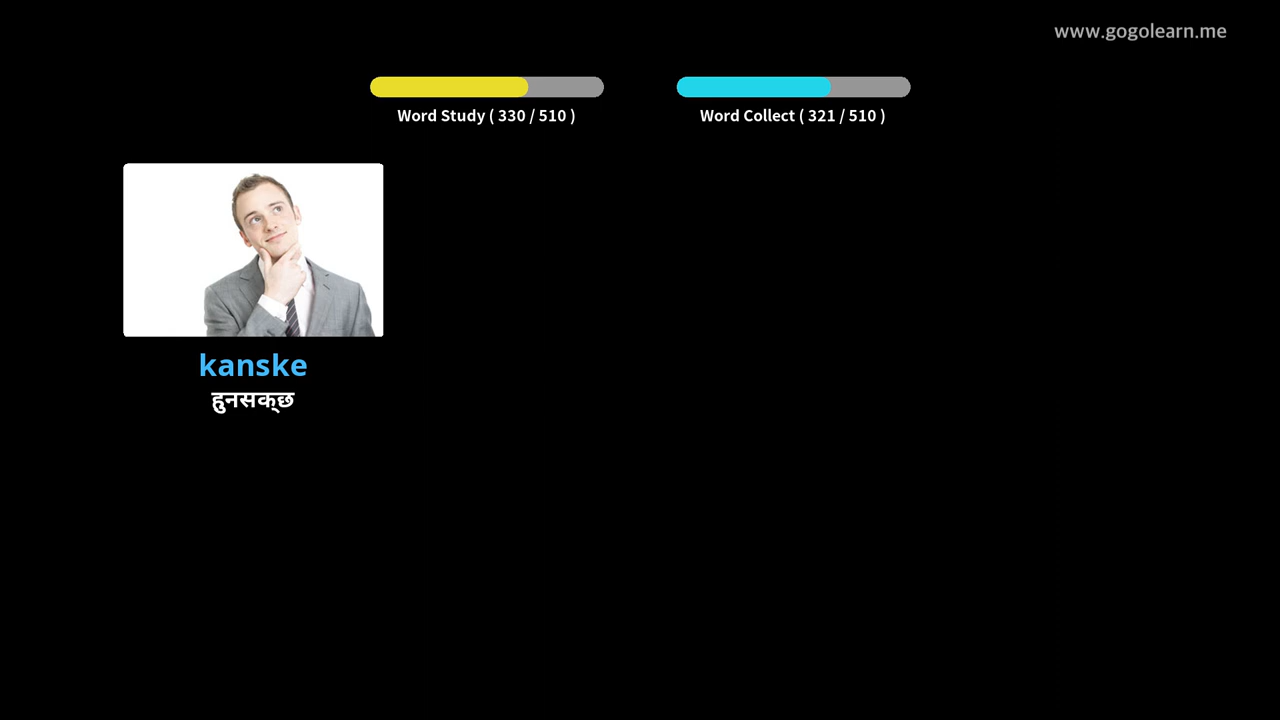 www.gogolearn.me
Word Study ( 330 / 510 )
Word Collect ( 321 / 510 )
kanske
हुनसक्छ